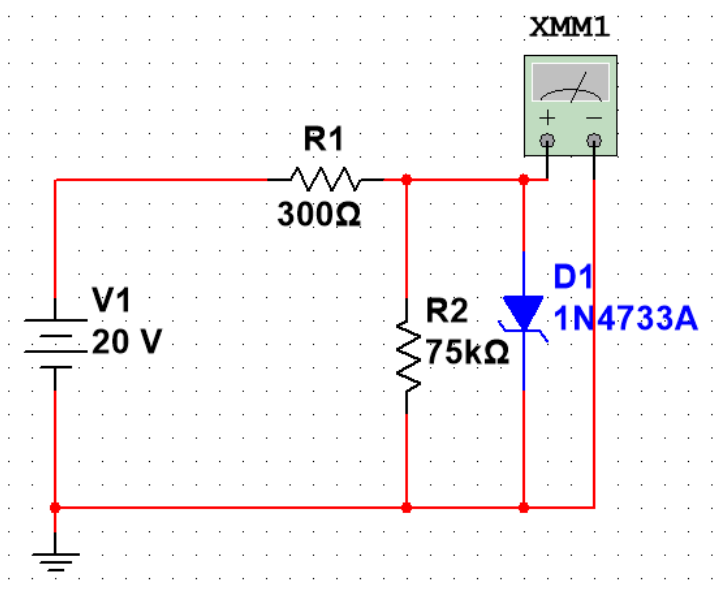 XMM1
+ −
R1
300Ω
V1
20 V
R2
75kΩ
D1
1N4733A